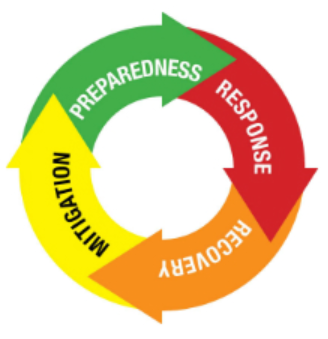 PREPAREDNESS
RESPONSE
RECOVERY
MITIGATION